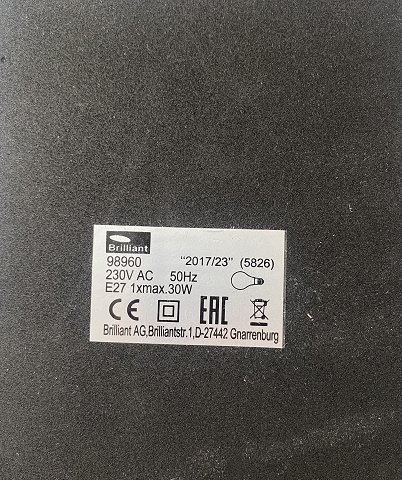 Brilliant
98960 "2017/23" (5826)
230V AC 50Hz
E27 1xmax.30W
CE EAC
Brilliant AG,Brilliantstr.1,D-27442 Gnarrenburg